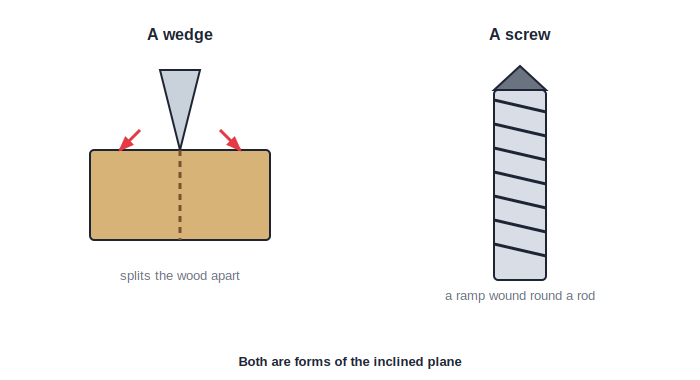 A wedge
A screw
splits the wood apart
a ramp wound round a rod
Both are forms of the inclined plane